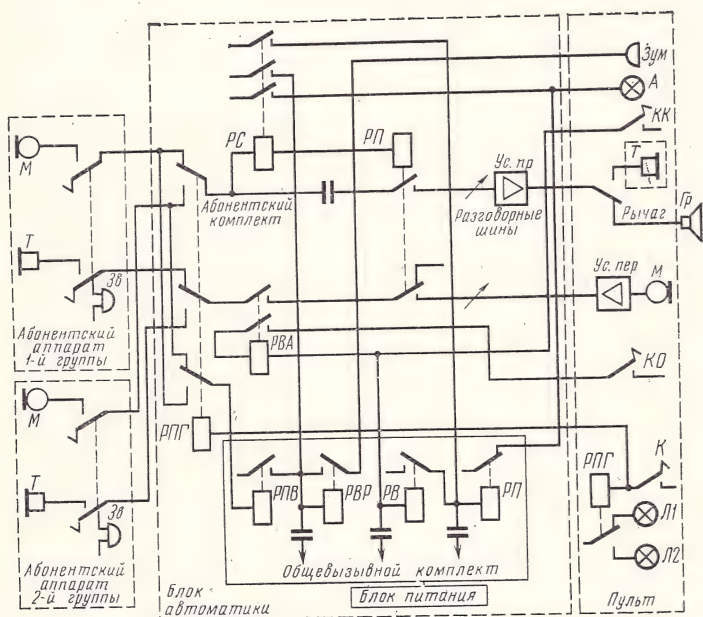 Зум
А
РС
РП
КК
М
Ус. пр
Т
Абонентский
комплект
Разговорные
шины
Рычаг
Гр
Т
Зв
Ус. пер
М
Абонентский
аппарат
1-й группы
РВА
КО
М
РПГ
К
РПГ
Т
Зв
РПВ
РВР
РВ
РП
Л1
Л2
Общевызывной комплект
Абонентский
аппарат
2-й группы
Блок
автоматики
Блок питания
Пульт